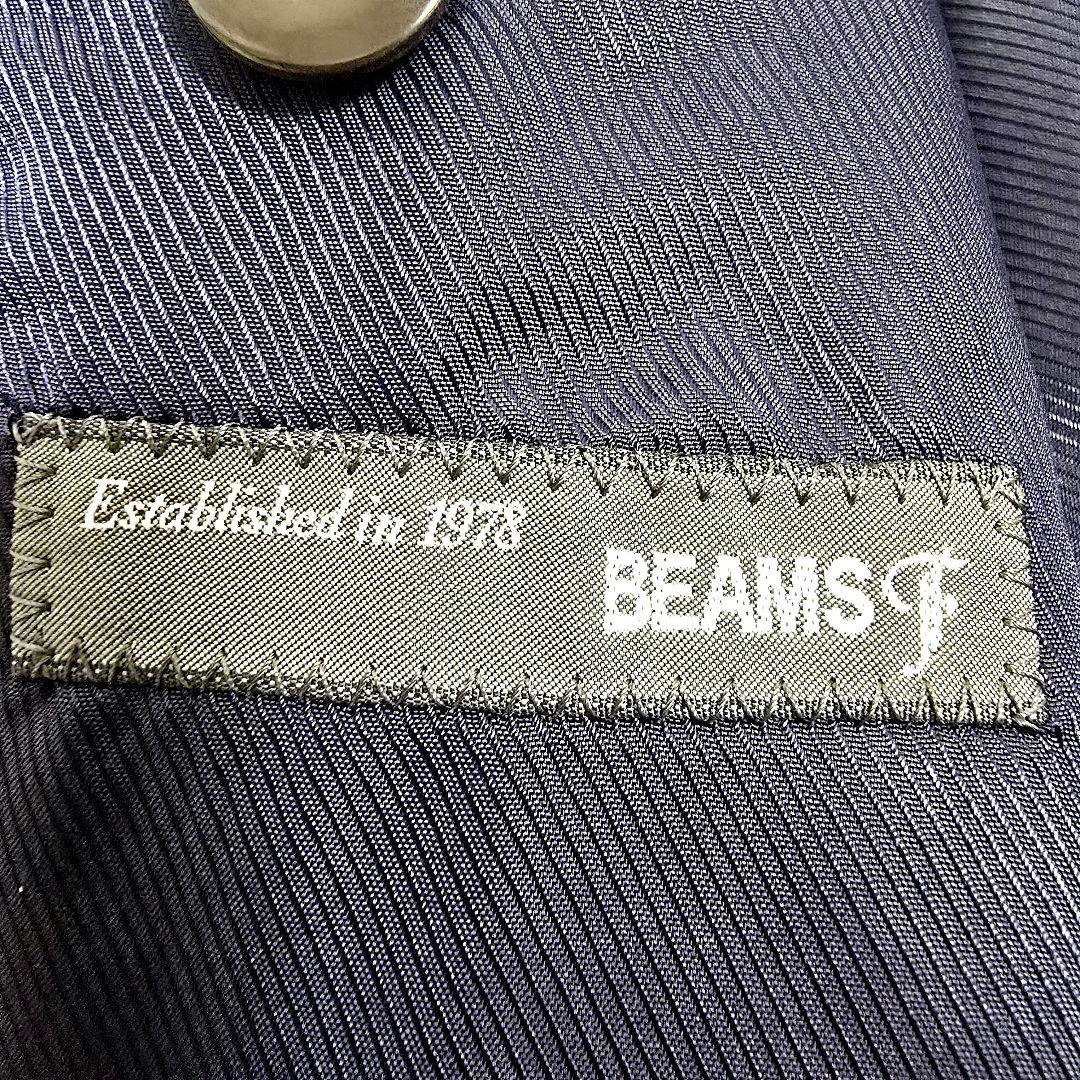 Established in 1978
BEAMS F